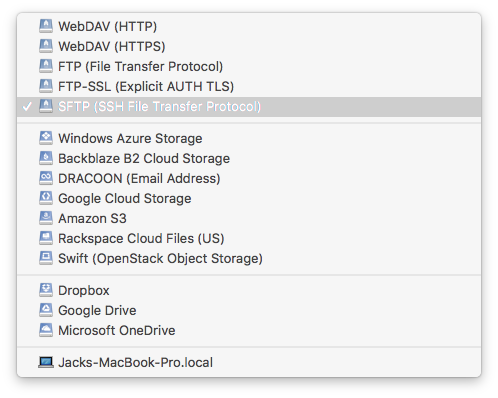 WebDAV (HTTP)
WebDAV (HTTPS)
FTP (File Transfer Protocol)
FTP-SSL (Explicit AUTH TLS)
SFTP (SSH File Transfer Protocol)
Windows Azure Storage
Backblaze B2 Cloud Storage
DRACOON (Email Address)
Google Cloud Storage
Amazon S3
Rackspace Cloud Files (US)
Swift (OpenStack Object Storage)
Dropbox
Google Drive
Microsoft OneDrive
Jacks-MacBook-Pro.local